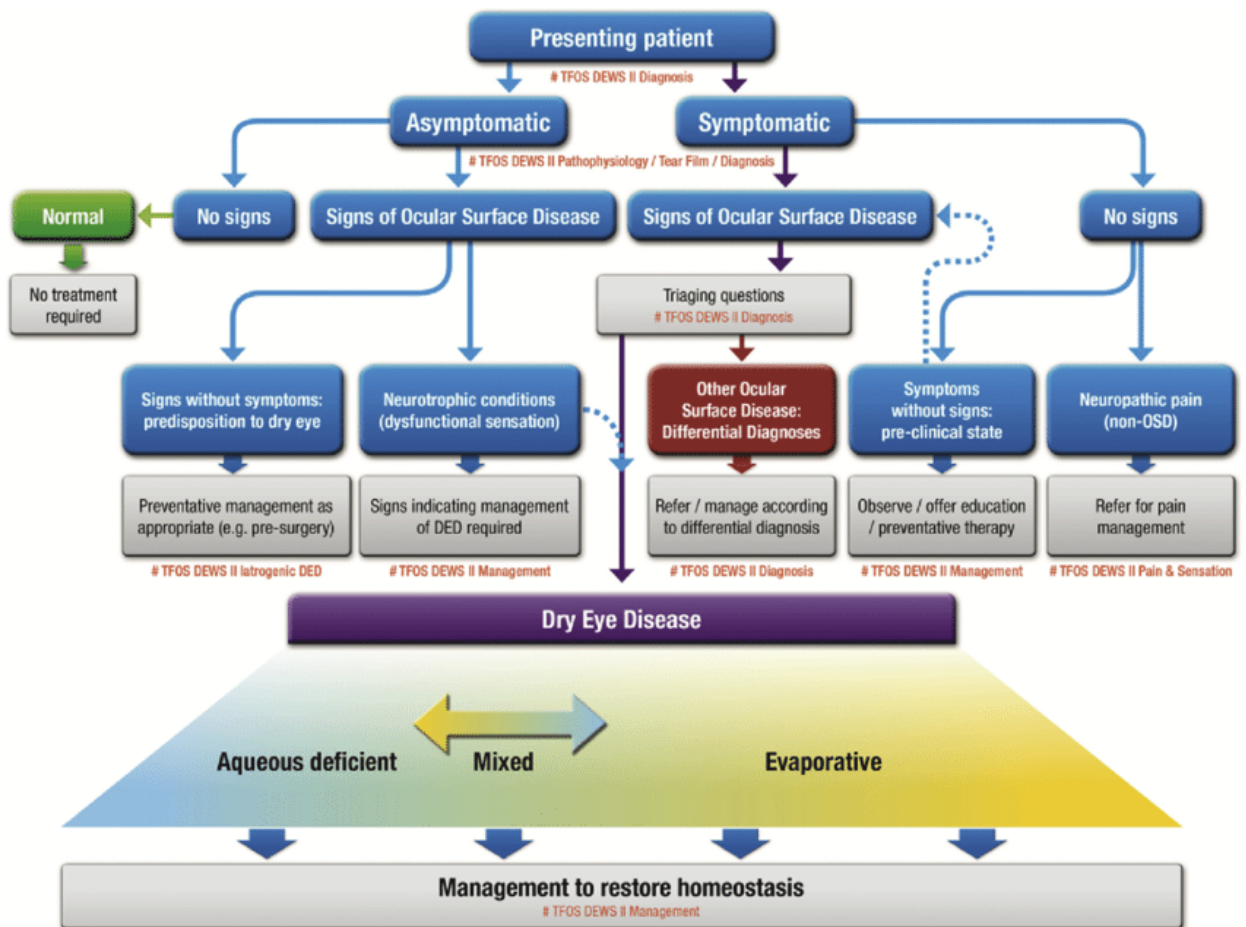 Presenting patient
# TFOS DEWS II Diagnosis
Asymptomatic
Symptomatic
# TFOS DEWS II Pathophysiology / Tear Film / Diagnosis
Normal
No signs
Signs of Ocular Surface Disease
Signs of Ocular Surface Disease
No signs
No treatment
required
Triaging questions
# TFOS DEWS II Diagnosis
Signs without symptoms:
predisposition to dry eye
Neurotrophic conditions
(dysfunctional sensation)
Other Ocular
Surface Disease:
Differential Diagnoses
Symptoms
without signs:
pre-clinical state
Neuropathic pain
(non-OSD)
Preventative management as
appropriate (e.g. pre-surgery)
Signs indicating management
of DED required
Refer / manage according
to differential diagnosis
Observe / offer education
/ preventative therapy
Refer for pain
management
# TFOS DEWS II Iatrogenic DED
# TFOS DEWS II Management
# TFOS DEWS II Diagnosis
# TFOS DEWS II Management
# TFOS DEWS II Pain & Sensation
Dry Eye Disease
Aqueous deficient
Mixed
Evaporative
Management to restore homeostasis
# TFOS DEWS II Management